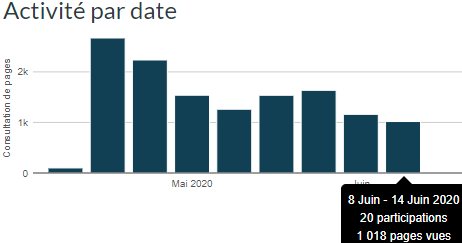 Activité par date
Consultation de pages
2k
1k
0
Mai 2020
Juin
8 Juin - 14 Juin 2020
20 participations
1 018 pages vues